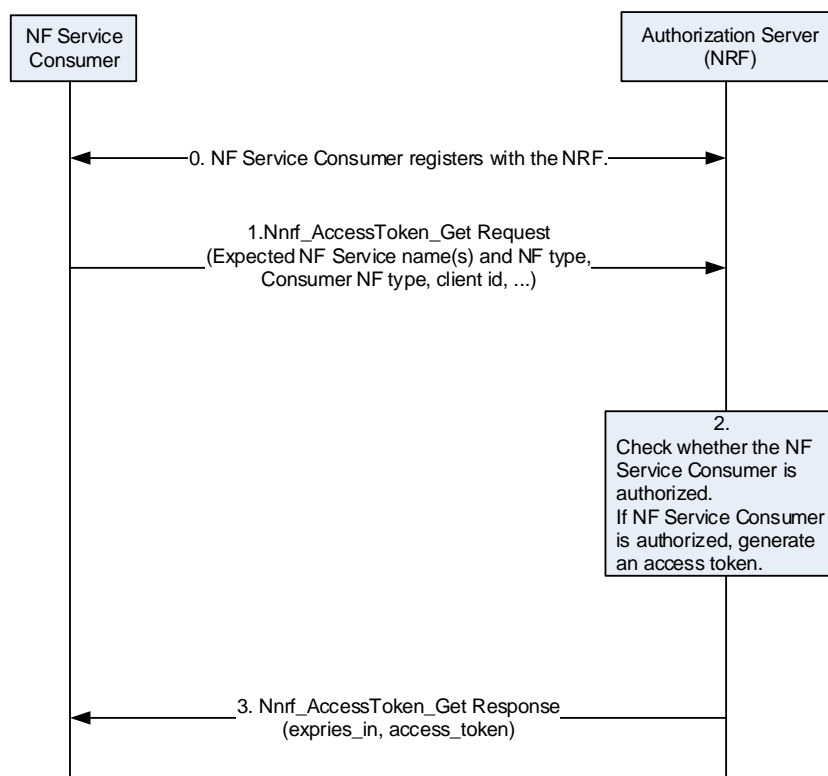 NF Service
Consumer
Authorization Server
(NRF)
0. NF Service Consumer registers with the NRF.
1.Nnrf_AccessToken_Get Request
(Expected NF Service name(s) and NF type,
Consumer NF type, client id, ...)
2.
Check whether the NF
Service Consumer is
authorized.
If NF Service Consumer
is authorized, generate
an access token.
3. Nnrf_AccessToken_Get Response
(expries_in, access_token)